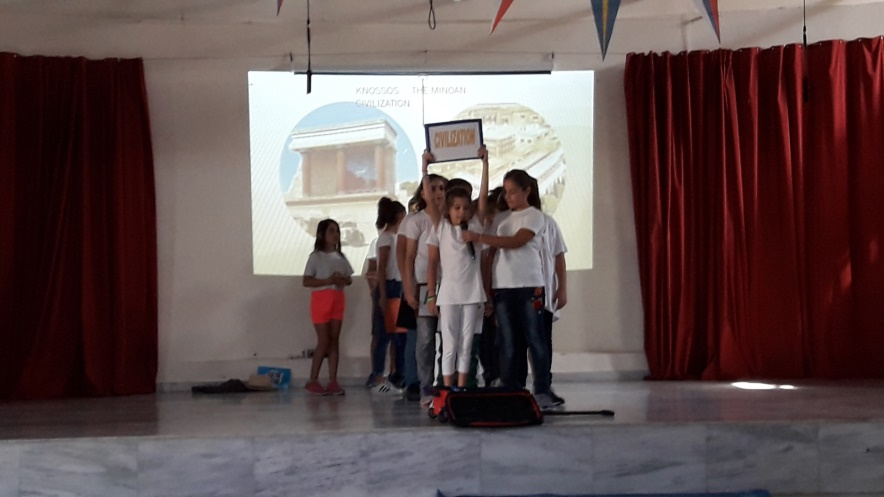 KNOSSOS THE MINOAN
CIVILIZATION
CIVILIZATION